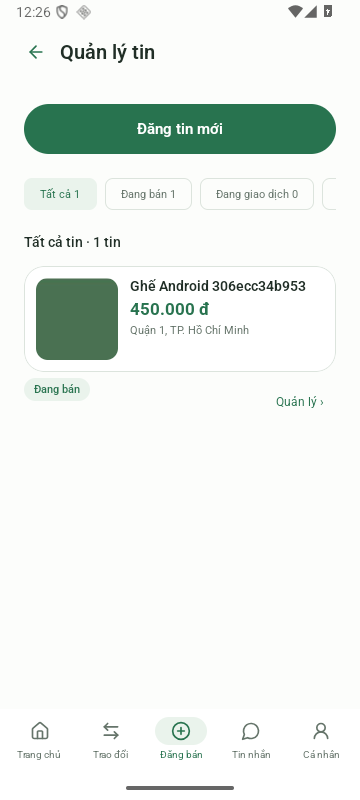 12:26
Quản lý tin
Đăng tin mới
Tất cả 1
Đang bán 1
Đang giao dịch 0
Tất cả tin · 1 tin
Ghế Android 306ecc34b953
450.000 đ
Quận 1, TP. Hồ Chí Minh
Đang bán
Quản lý ›
Trang chủ
Trao đổi
Đăng bán
Tin nhắn
Cá nhân